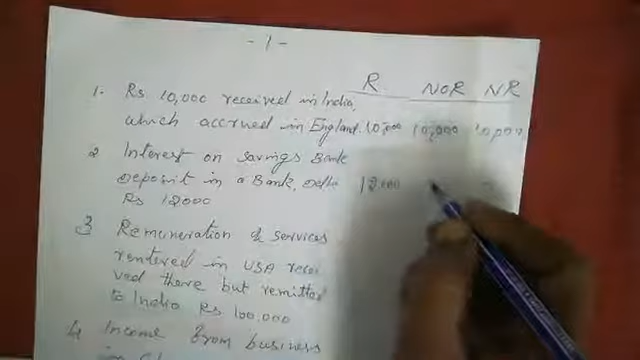 - 1 -
R. NOR NR
1. Rs 10,000 received in India,
which accrued in England. 10,000 10,000 10,000
2 Interest on savings Bank
Deposit in a Bank, Delhi 12,000
Rs 12000
3 Remuneration of services
rentered in USA recei
ved there but remitted
to India Rs 100,000
4 Income from business
in